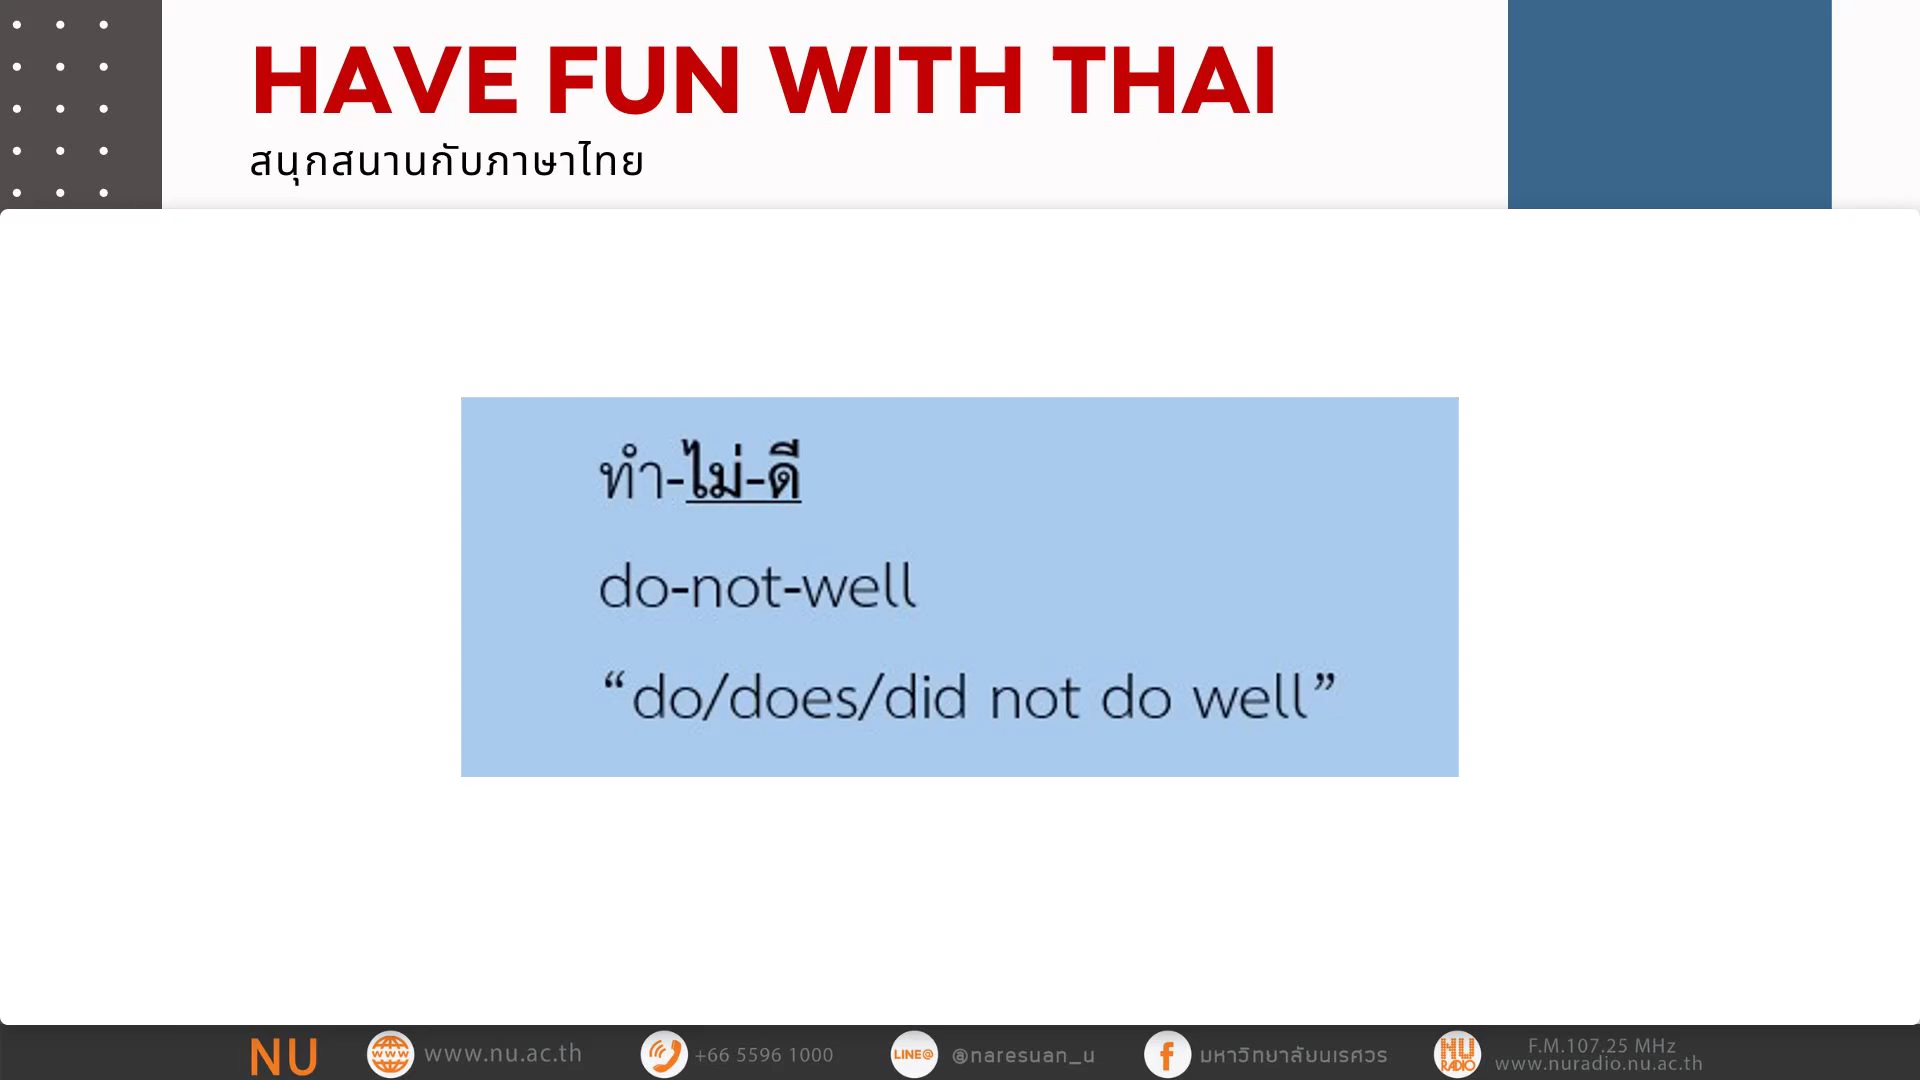 HAVE FUN WITH THAI
สนุกสนานกับภาษาไทย
ทำ-ไม่-ดี
do-not-well
“do/does/did not do well”
NU
www
www.nu.ac.th
+66 5596 1000
LINE@
@naresuan_u
f
มหาวิทยาลัยนเรศวร
NU
RADIO
F.M.107.25 MHz
www.nuradio.nu.ac.th